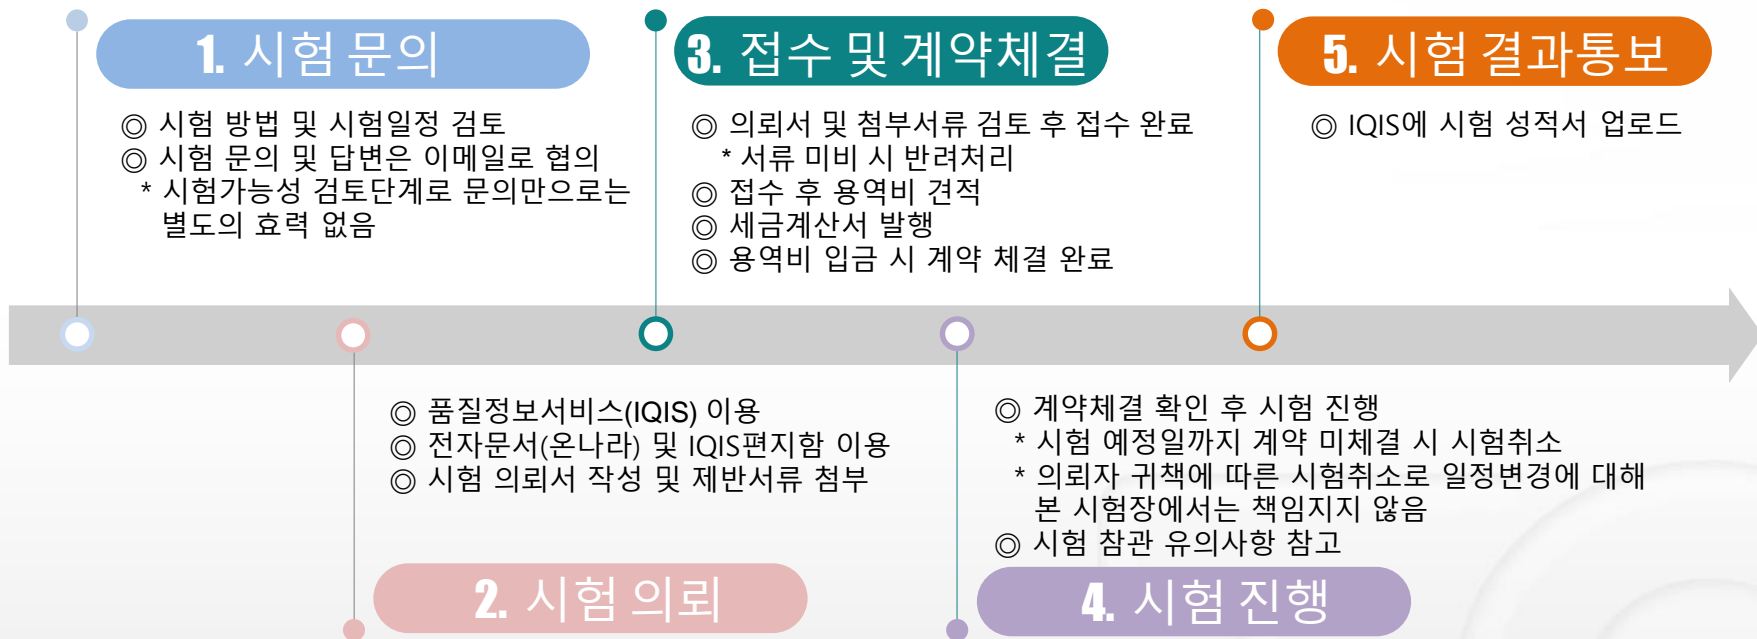 1. 시험 문의
◎ 시험 방법 및 시험일정 검토
◎ 시험 문의 및 답변은 이메일로 협의
* 시험가능성 검토단계로 문의만으로는
별도의 효력 없음
2. 시험 의뢰
◎ 품질정보서비스(IQIS) 이용
◎ 전자문서(온나라) 및 IQIS편지함 이용
◎ 시험 의뢰서 작성 및 제반서류 첨부
3. 접수 및 계약체결
◎ 의뢰서 및 첨부서류 검토 후 접수 완료
* 서류 미비 시 반려처리
◎ 접수 후 용역비 견적
◎ 세금계산서 발행
◎ 용역비 입금 시 계약 체결 완료
4. 시험 진행
◎ 계약체결 확인 후 시험 진행
* 시험 예정일까지 계약 미체결 시 시험취소
* 의뢰자 귀책에 따른 시험취소로 일정변경에 대해
본 시험장에서는 책임지지 않음
◎ 시험 참관 유의사항 참고
5. 시험 결과통보
◎ IQIS에 시험 성적서 업로드